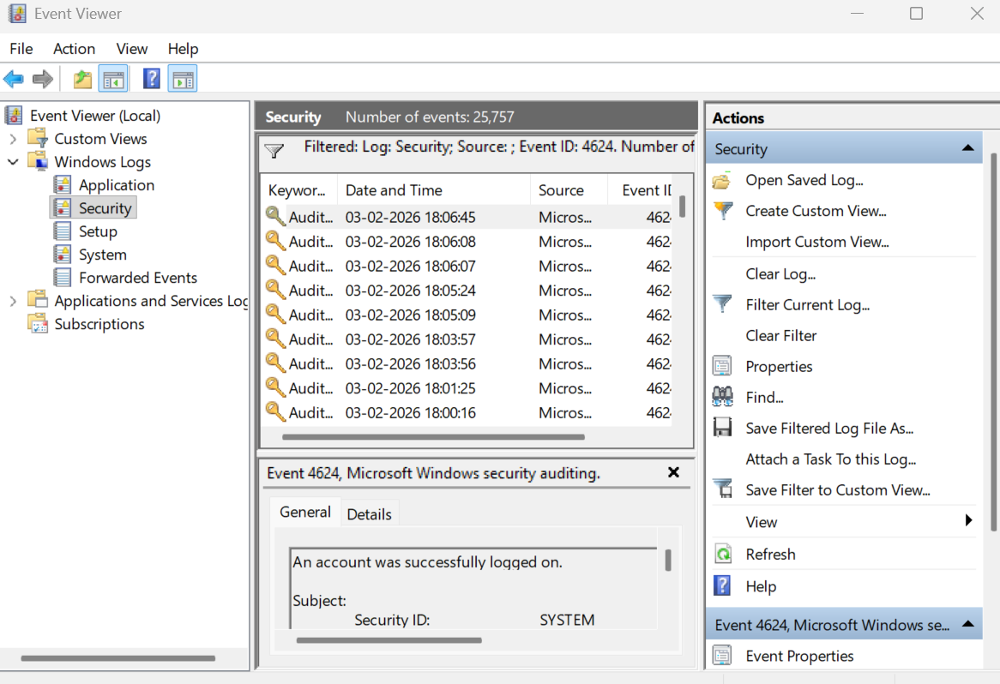 Event Viewer
File Action View Help
Event Viewer (Local)
Custom Views
Windows Logs
Application
Security
Setup
System
Forwarded Events
Applications and Services Log
Subscriptions
Security Number of events: 25,757
Filtered: Log: Security; Source: ; Event ID: 4624. Number of
Keywor... Date and Time Source Event ID
Audit... 03-02-2026 18:06:45 Micros... 462
Audit... 03-02-2026 18:06:08 Micros... 462
Audit... 03-02-2026 18:06:07 Micros... 462
Audit... 03-02-2026 18:05:24 Micros... 462
Audit... 03-02-2026 18:05:09 Micros... 462
Audit... 03-02-2026 18:03:57 Micros... 462
Audit... 03-02-2026 18:03:56 Micros... 462
Audit... 03-02-2026 18:01:25 Micros... 462
Audit... 03-02-2026 18:00:16 Micros... 462
Event 4624, Microsoft Windows security auditing.
General Details
An account was successfully logged on.
Subject:
Security ID: SYSTEM
Actions
Security
Open Saved Log...
Create Custom View...
Import Custom View...
Clear Log...
Filter Current Log...
Clear Filter
Properties
Find...
Save Filtered Log File As...
Attach a Task To this Log...
Save Filter to Custom View...
View
Refresh
Help
Event 4624, Microsoft Windows se...
Event Properties